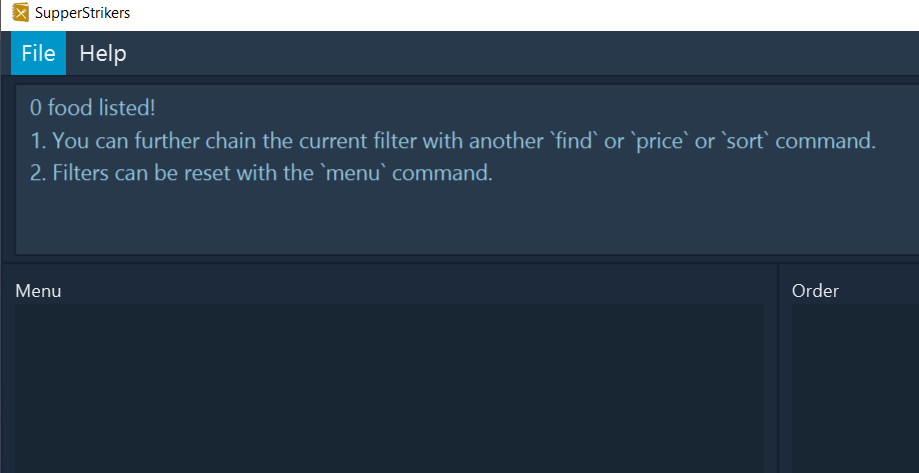 SupperStrikers
File Help
0 food listed!
1. You can further chain the current filter with another `find` or `price` or `sort` command.
2. Filters can be reset with the `menu` command.
Menu
Order